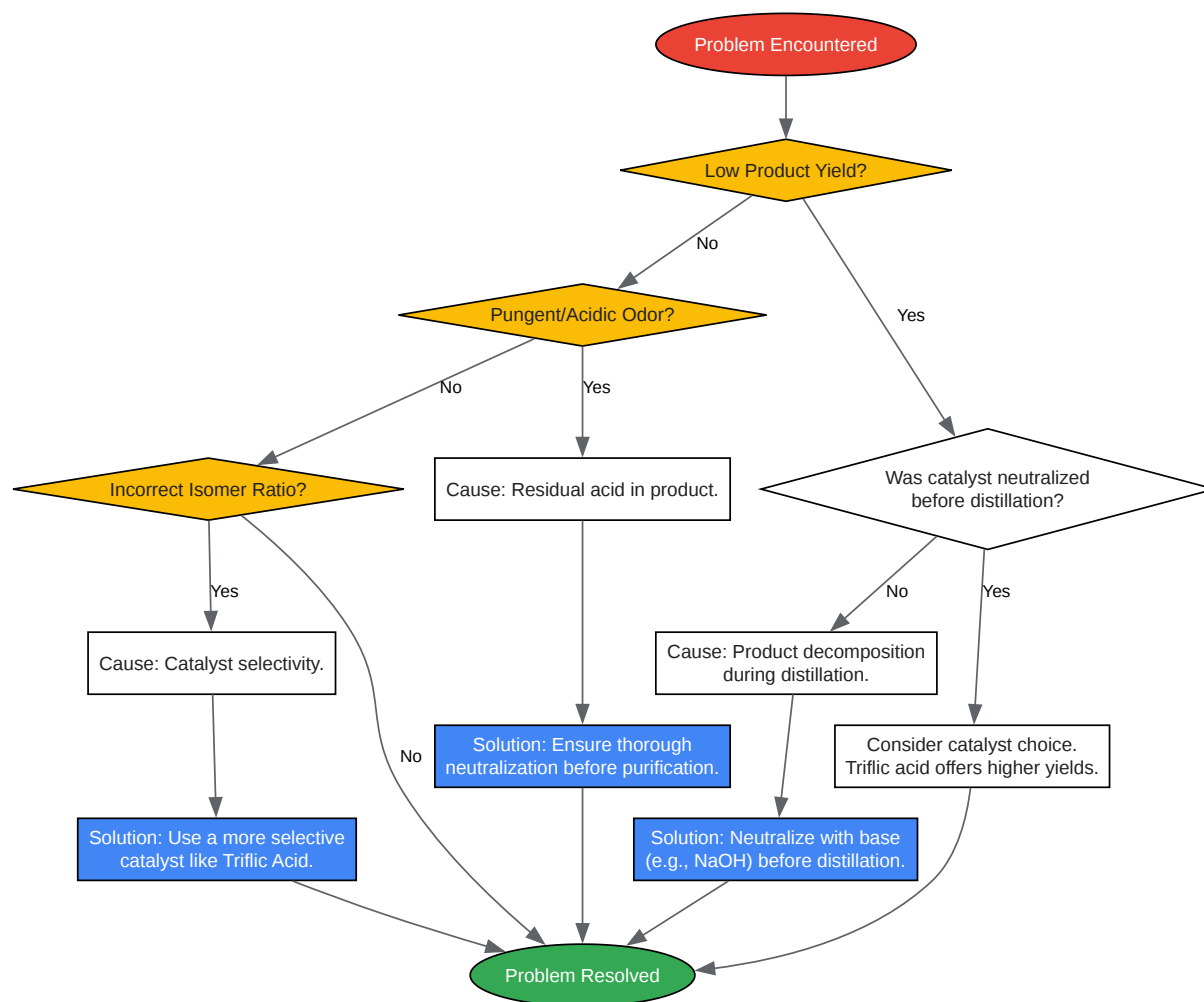 Problem Encountered
Low Product Yield?
No
Yes
Pungent/Acidic Odor?
No
Yes
Incorrect Isomer Ratio?
Cause: Residual acid in product.
Was catalyst neutralized
before distillation?
Yes
No
Yes
Cause: Catalyst selectivity.
Cause: Product decomposition
during distillation.
No
Solution: Ensure thorough
neutralization before purification.
Consider catalyst choice.
Triflic acid offers higher yields.
Solution: Use a more selective
catalyst like Triflic Acid.
Solution: Neutralize with base
(e.g., NaOH) before distillation.
Problem Resolved